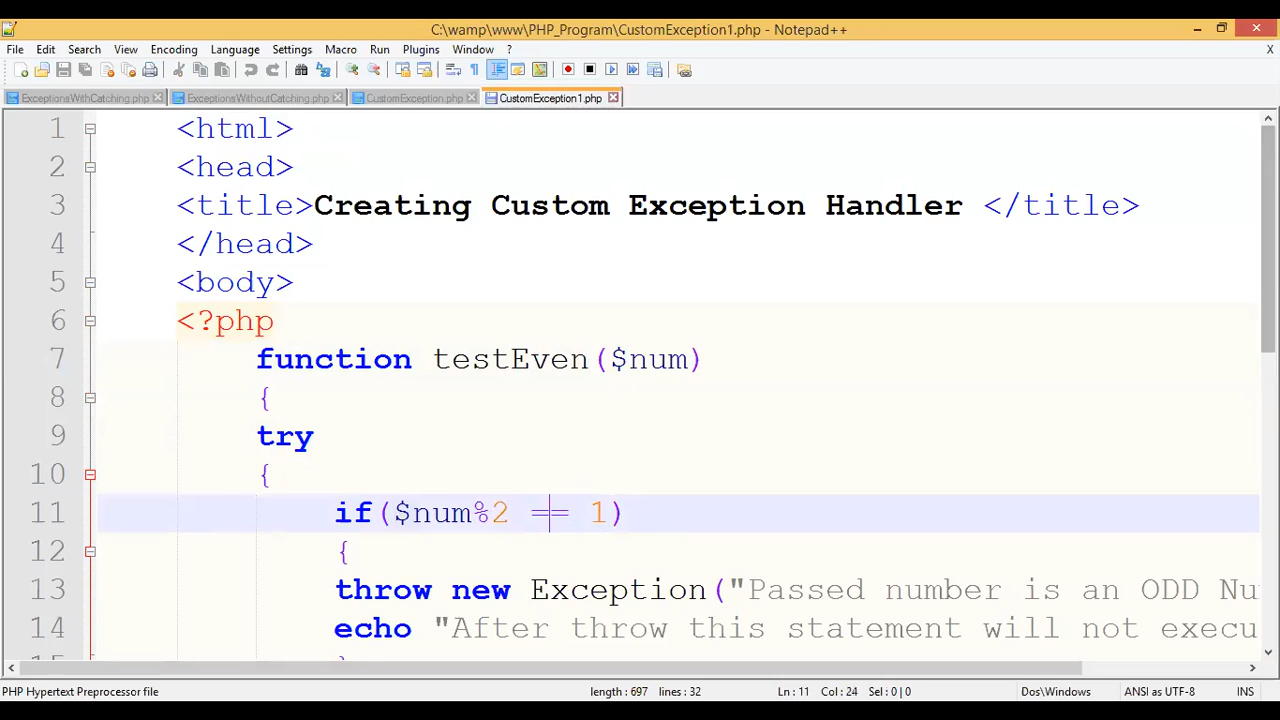 C:\wamp\www\PHP_Program\CustomException1.php - Notepad++
File Edit Search View Encoding Language Settings Macro Run Plugins Window ? X
ExceptionsWithCatching.php ExceptionsWithoutCatching.php CustomException.php CustomException1.php
1 <html>
2 <head>
3 <title>Creating Custom Exception Handler </title>
4 </head>
5 <body>
6 <?php
7 function testEven($num)
8 {
9 try
10 {
11 if($num%2 == 1)
12 {
13 throw new Exception("Passed number is an ODD Nu
14 echo "After throw this statement will not execu
PHP Hypertext Preprocessor file length : 697 lines : 32 Ln : 11 Col : 24 Sel : 0 | 0 Dos\Windows ANSI as UTF-8 INS